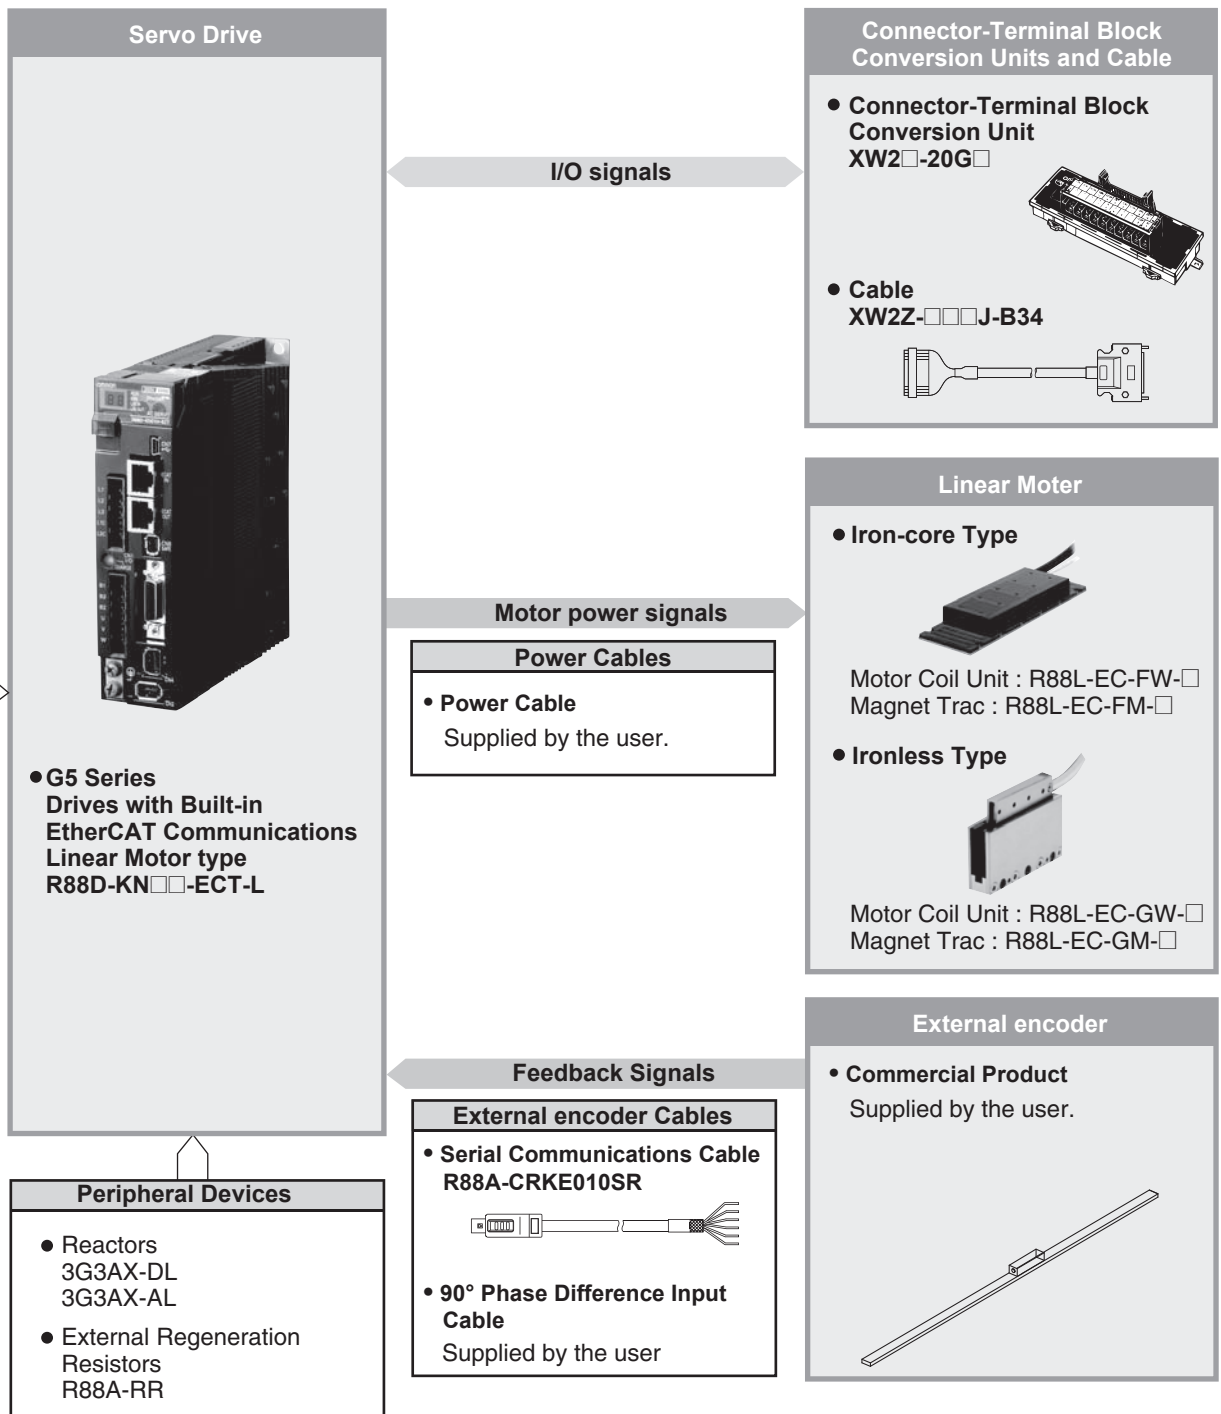 Servo Drive
● G5 Series
Drives with Built-in
EtherCAT Communications
Linear Motor type
R88D-KN□□-ECT-L
Peripheral Devices
● Reactors
3G3AX-DL
3G3AX-AL
● External Regeneration
Resistors
R88A-RR
I/O signals
Motor power signals
Power Cables
• Power Cable
Supplied by the user.
Feedback Signals
External encoder Cables
• Serial Communications Cable
R88A-CRKE010SR
• 90° Phase Difference Input
Cable
Supplied by the user
Connector-Terminal Block
Conversion Units and Cable
● Connector-Terminal Block
Conversion Unit
XW2□-20G□
● Cable
XW2Z-□□□J-B34
Linear Moter
● Iron-core Type
Motor Coil Unit : R88L-EC-FW-□
Magnet Trac : R88L-EC-FM-□
● Ironless Type
Motor Coil Unit : R88L-EC-GW-□
Magnet Trac : R88L-EC-GM-□
External encoder
• Commercial Product
Supplied by the user.